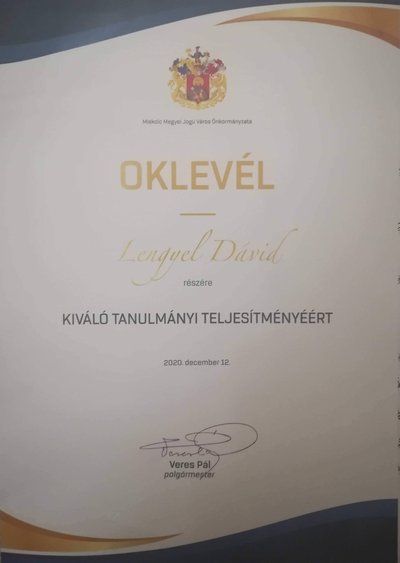 Miskolc Megyei Jogú Város Önkormányzata
OKLEVÉL
Lengyel Dávid
részére
KIVÁLÓ TANULMÁNYI TELJESÍTMÉNYÉÉRT
2020. december 12.
Veres Pál
polgármester